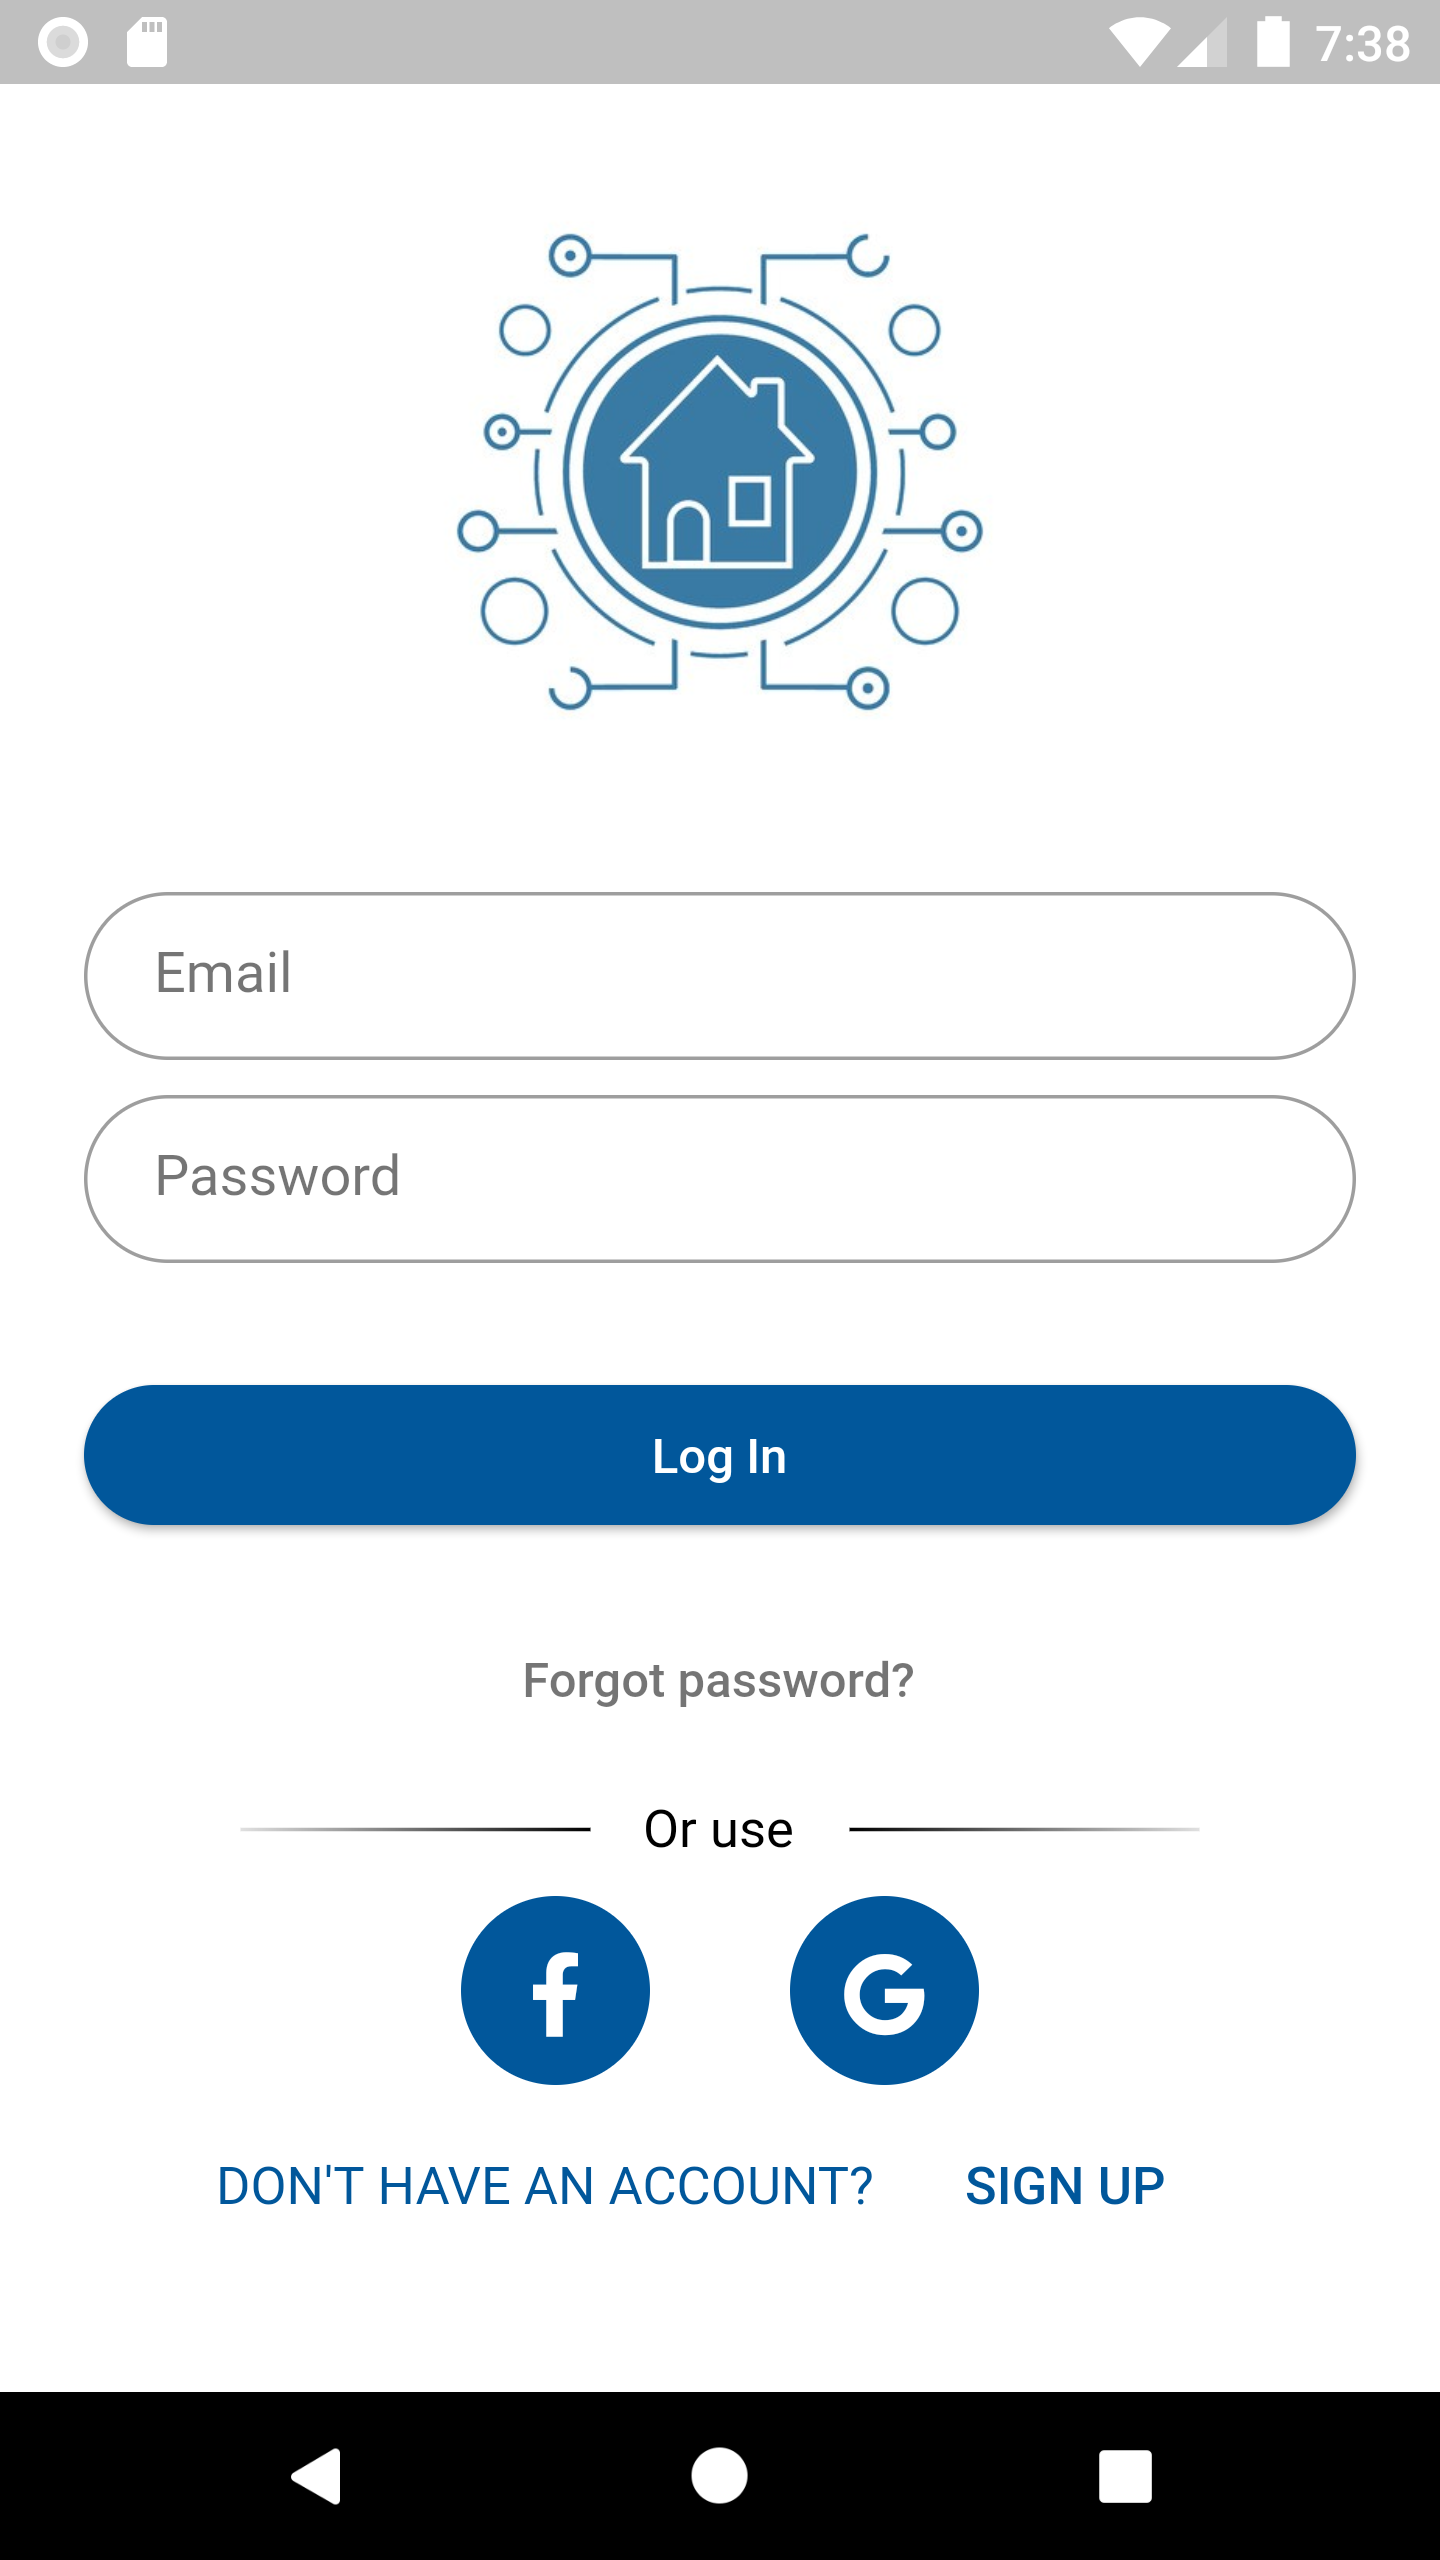 7:38
Email
Password
Log In
Forgot password?
Or use
DON'T HAVE AN ACCOUNT? SIGN UP